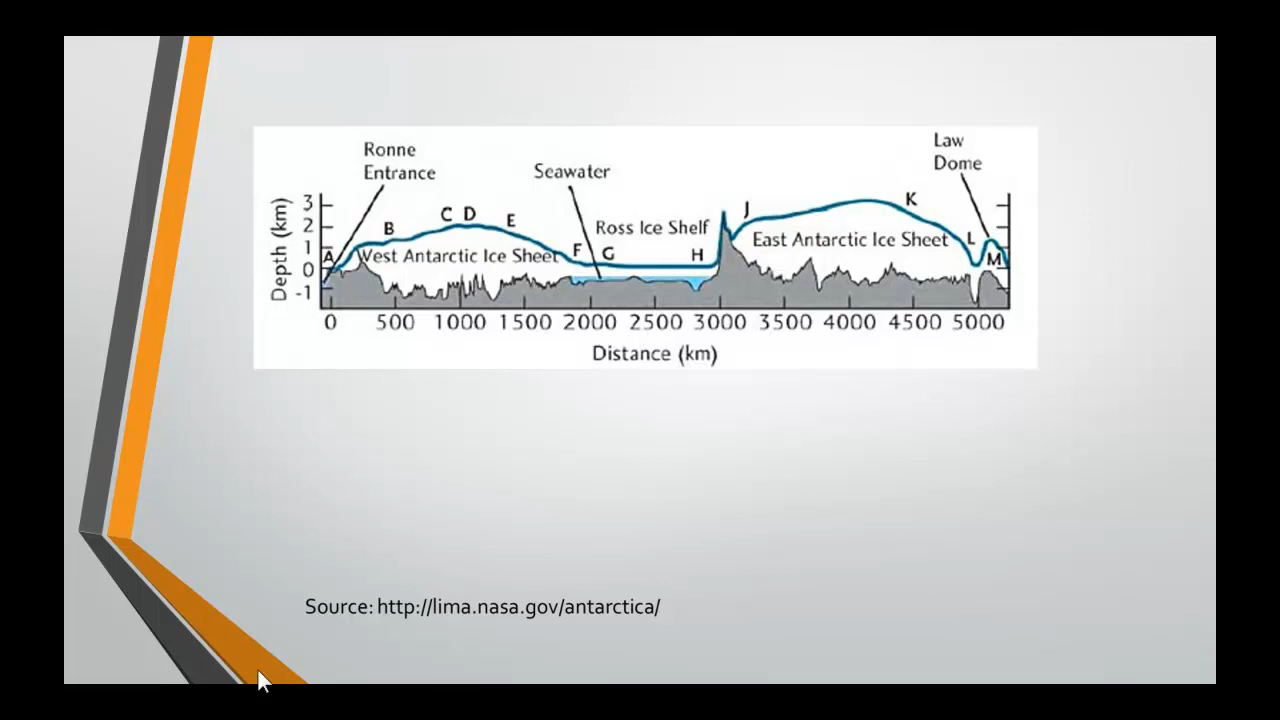 Ronne
Entrance
Seawater
Law
Dome
Depth (km)
3
2
1
0
-1
A
B
C D
E
F
G
H
J
K
L
M
West Antarctic Ice Sheet
Ross Ice Shelf
East Antarctic Ice Sheet
0 500 1000 1500 2000 2500 3000 3500 4000 4500 5000
Distance (km)
Source: http://lima.nasa.gov/antarctica/